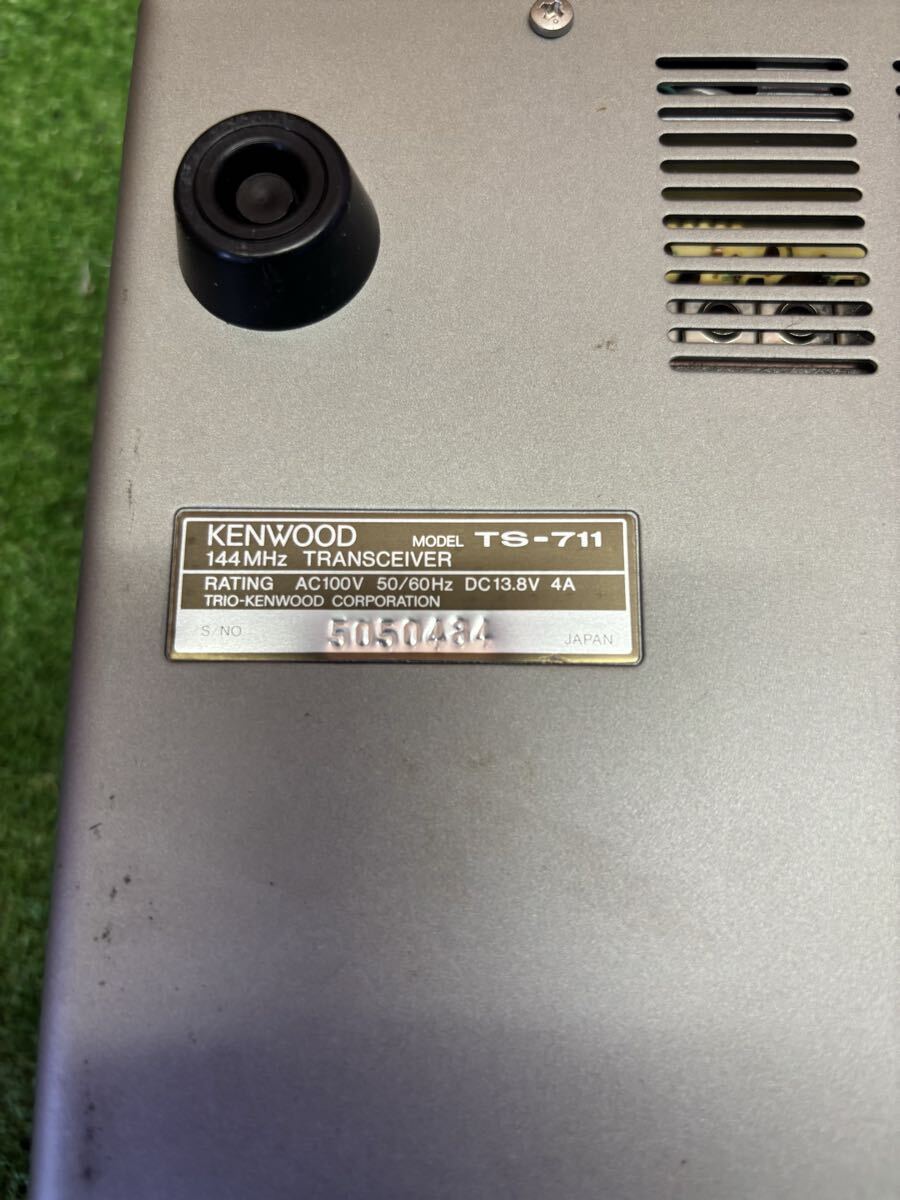 KENWOOD MODEL TS-711
144MHz TRANSCEIVER
RATING AC100V 50/60Hz DC13.8V 4A
TRIO-KENWOOD CORPORATION
S/NO 5050484 JAPAN